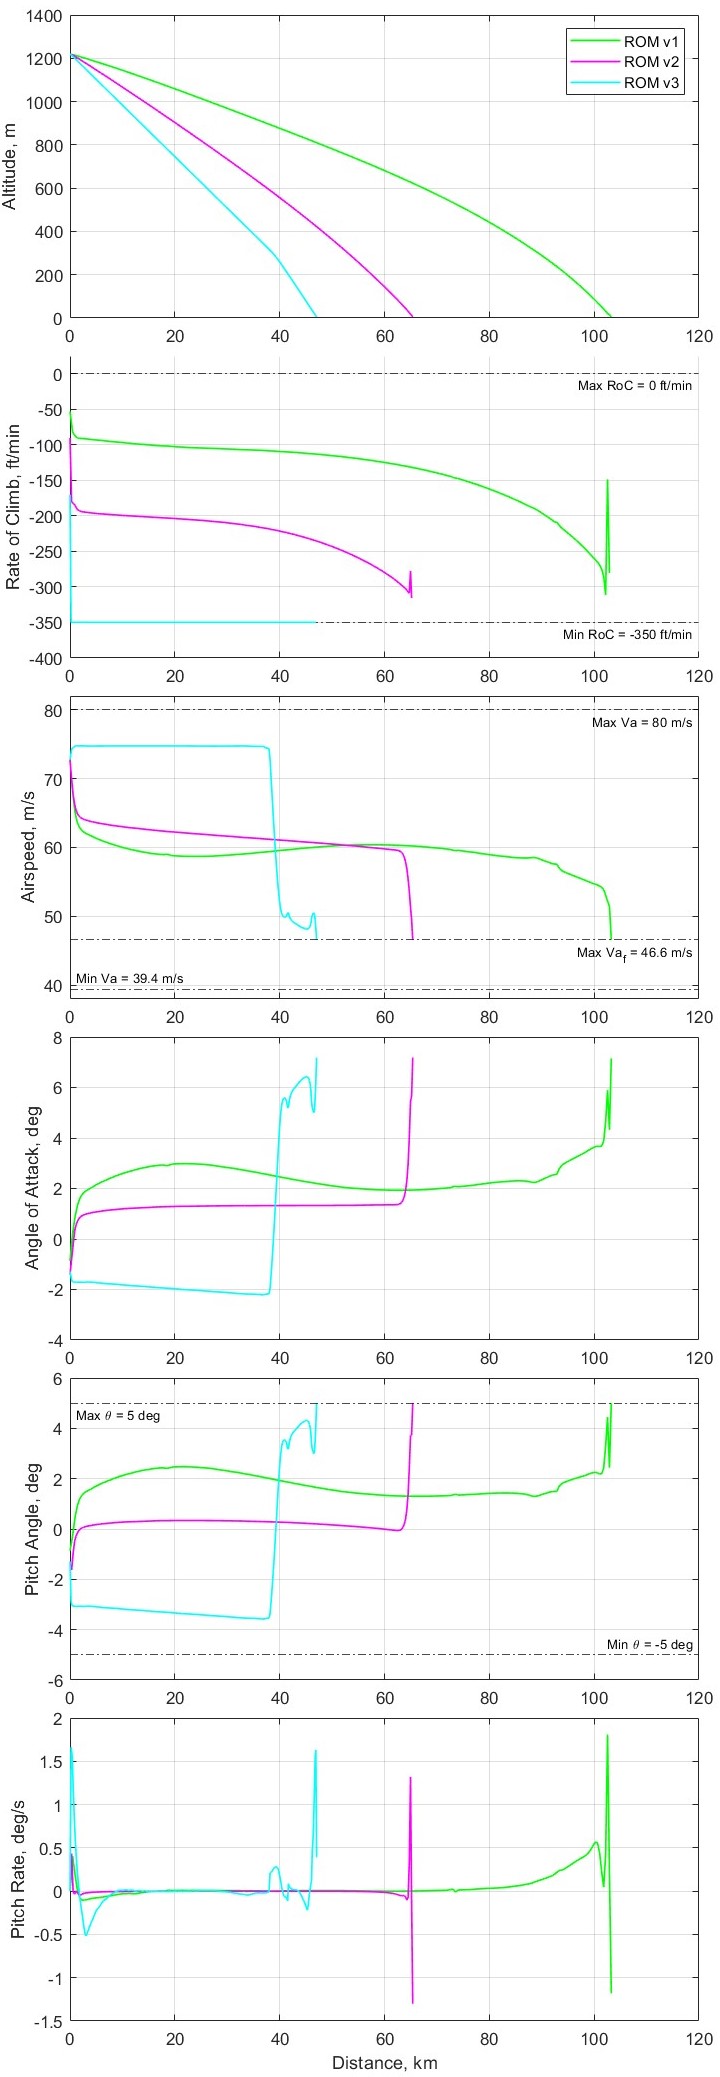 1400
1200
1000
800
600
400
200
0
Altitude, m
ROM v1
ROM v2
ROM v3
0 20 40 60 80 100 120
0
-50
-100
-150
-200
-250
-300
-350
-400
Rate of Climb, ft/min
Max RoC = 0 ft/min
Min RoC = -350 ft/min
0 20 40 60 80 100 120
80
70
60
50
40
Airspeed, m/s
Max Va = 80 m/s
Max Vaf = 46.6 m/s
Min Va = 39.4 m/s
0 20 40 60 80 100 120
8
6
4
2
0
-2
-4
Angle of Attack, deg
0 20 40 60 80 100 120
6
4
2
0
-2
-4
-6
Pitch Angle, deg
Max θ = 5 deg
Min θ = -5 deg
0 20 40 60 80 100 120
2
1.5
1
0.5
0
-0.5
-1
-1.5
Pitch Rate, deg/s
0 20 40 60 80 100 120
Distance, km